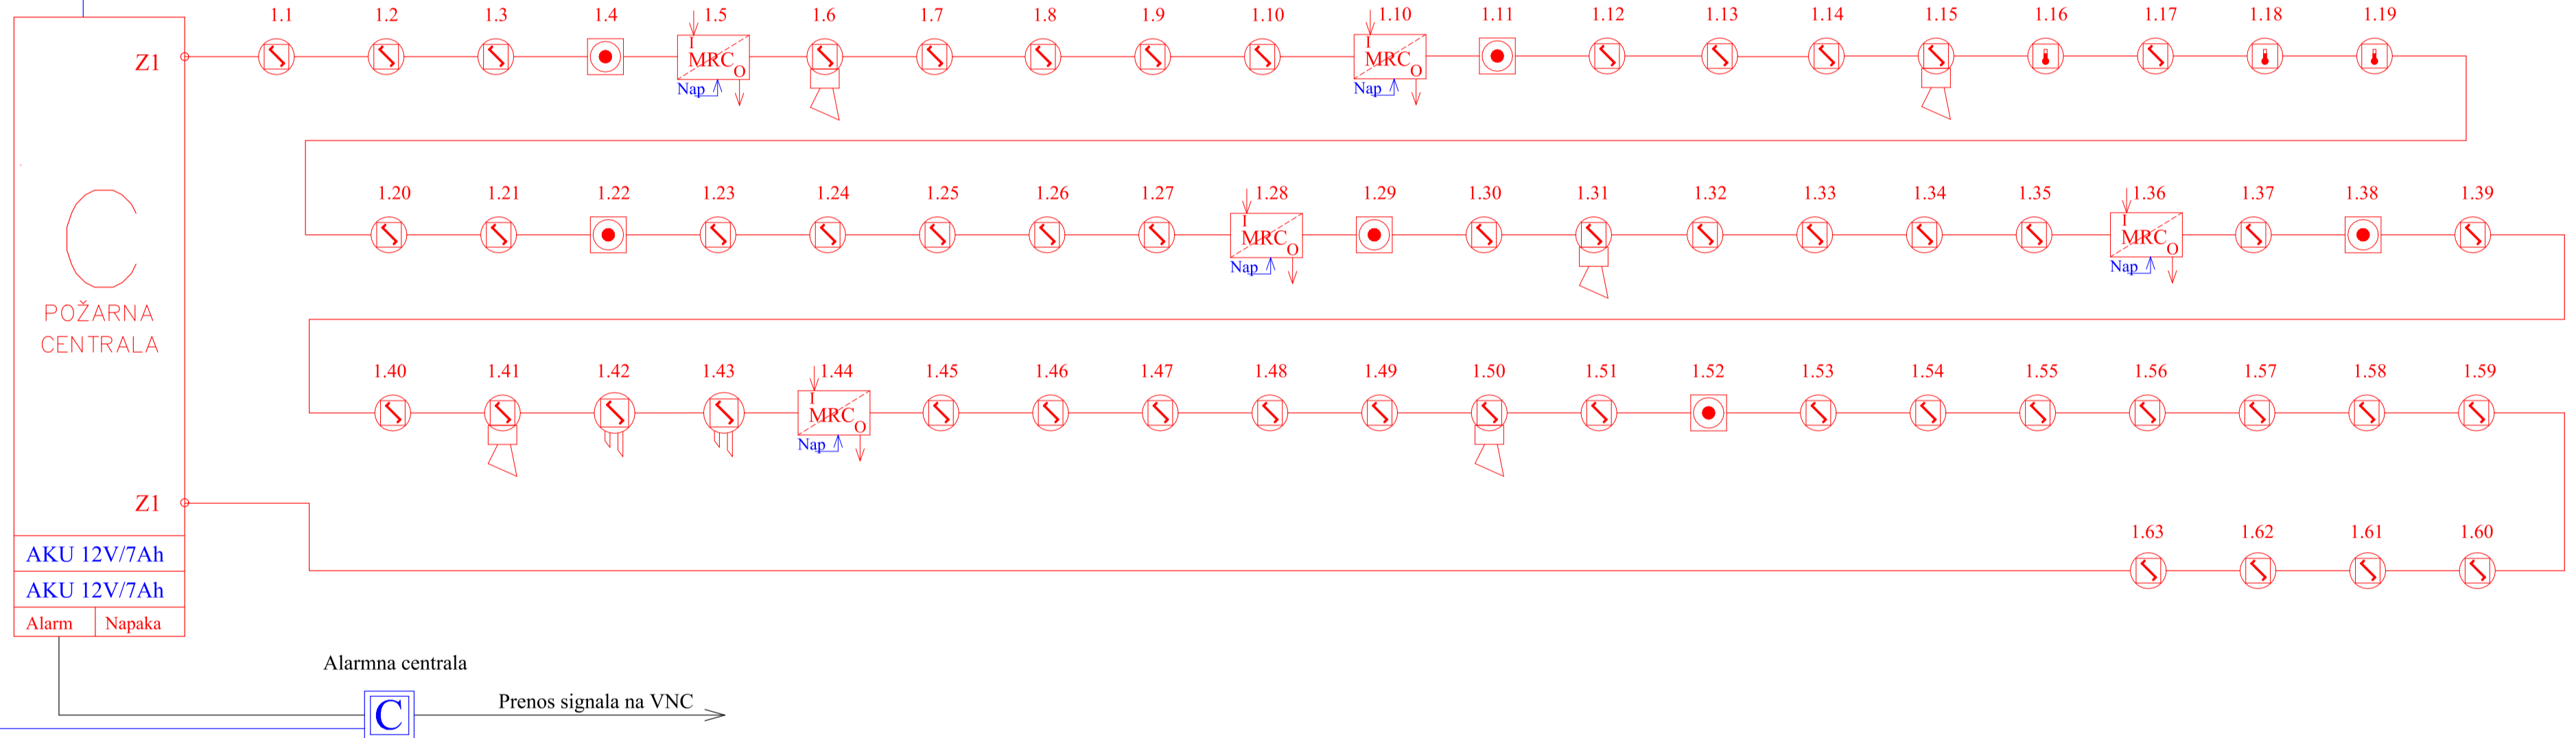 1.1 1.2 1.3 1.4 1.5 1.6 1.7 1.8 1.9 1.10 1.10 1.11 1.12 1.13 1.14 1.15 1.16 1.17 1.18 1.19
Z1
I MRC O
Nap
I MRC O
Nap
1.20 1.21 1.22 1.23 1.24 1.25 1.26 1.27 1.28 1.29 1.30 1.31 1.32 1.33 1.34 1.35 1.36 1.37 1.38 1.39
I MRC O
Nap
I MRC O
Nap
C
POŽARNA
CENTRALA
1.40 1.41 1.42 1.43 1.44 1.45 1.46 1.47 1.48 1.49 1.50 1.51 1.52 1.53 1.54 1.55 1.56 1.57 1.58 1.59
I MRC O
Nap
Z1
1.63 1.62 1.61 1.60
AKU 12V/7Ah
AKU 12V/7Ah
Alarm Napaka
Alarmna centrala
C
Prenos signala na VNC